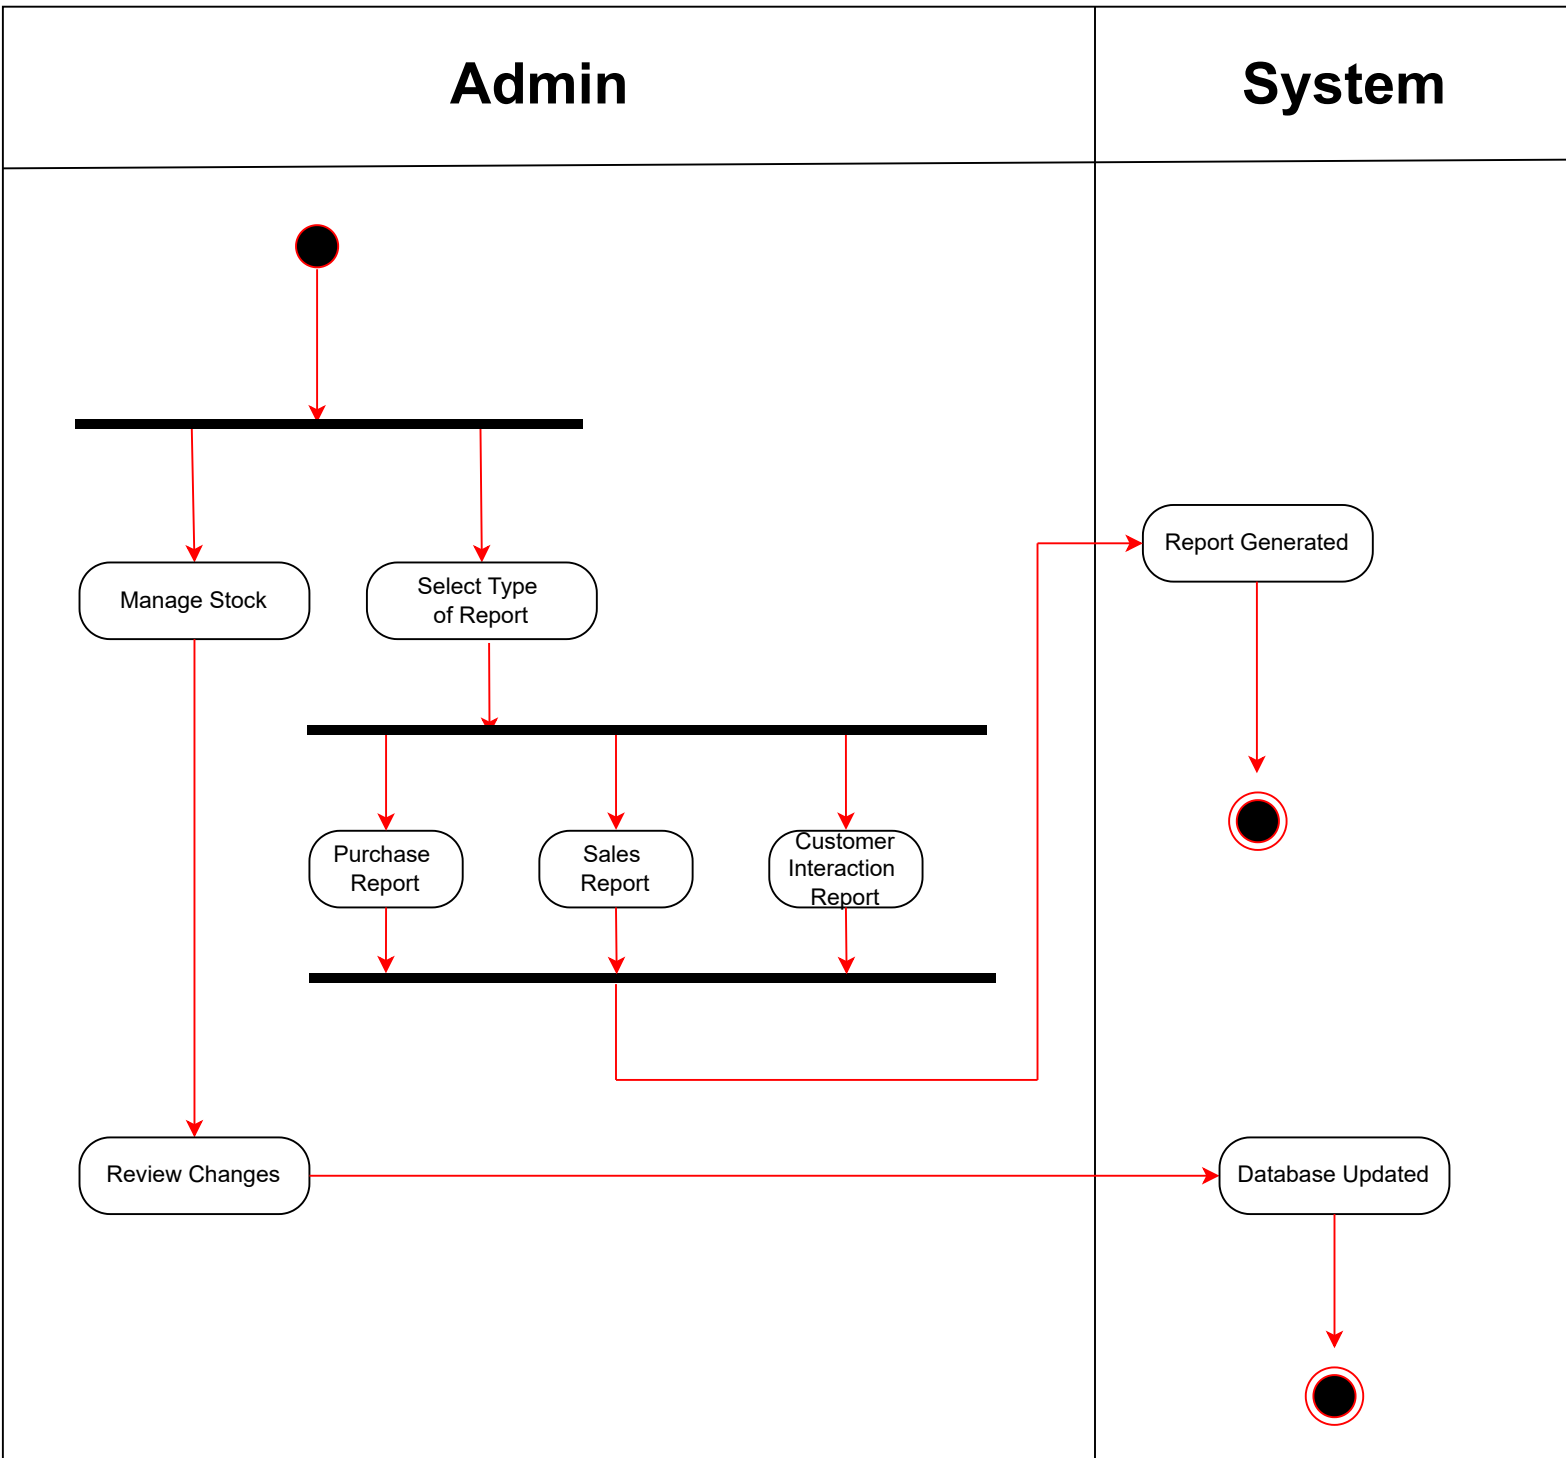 Admin
System
Report Generated
Manage Stock
Select Type
of Report
Purchase
Report
Sales
Report
Customer
Interaction
Report
Review Changes
Database Updated